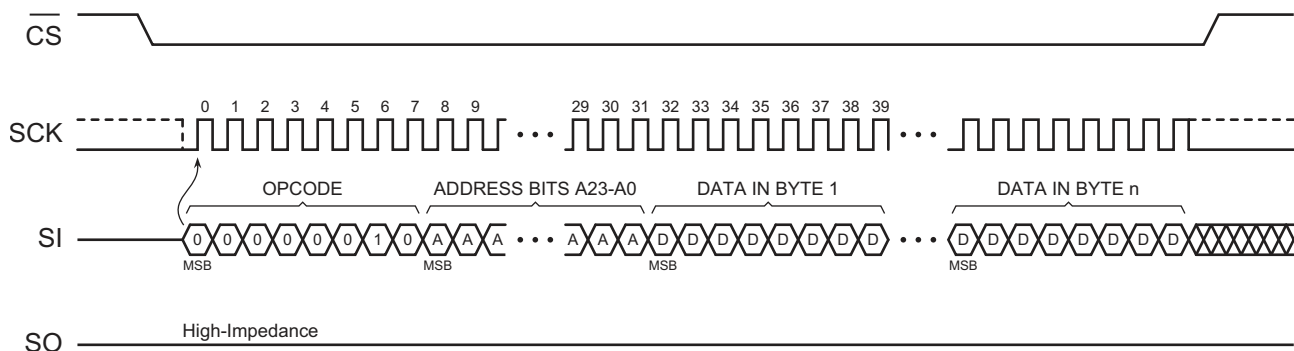 CS
0 1 2 3 4 5 6 7 8 9 29 30 31 32 33 34 35 36 37 38 39
SCK
OPCODE ADDRESS BITS A23-A0 DATA IN BYTE 1 DATA IN BYTE n
SI 0 0 0 0 0 0 1 0 A A A A A A D D D D D D D D D D D D D D D D
MSB MSB MSB MSB
High-Impedance
SO